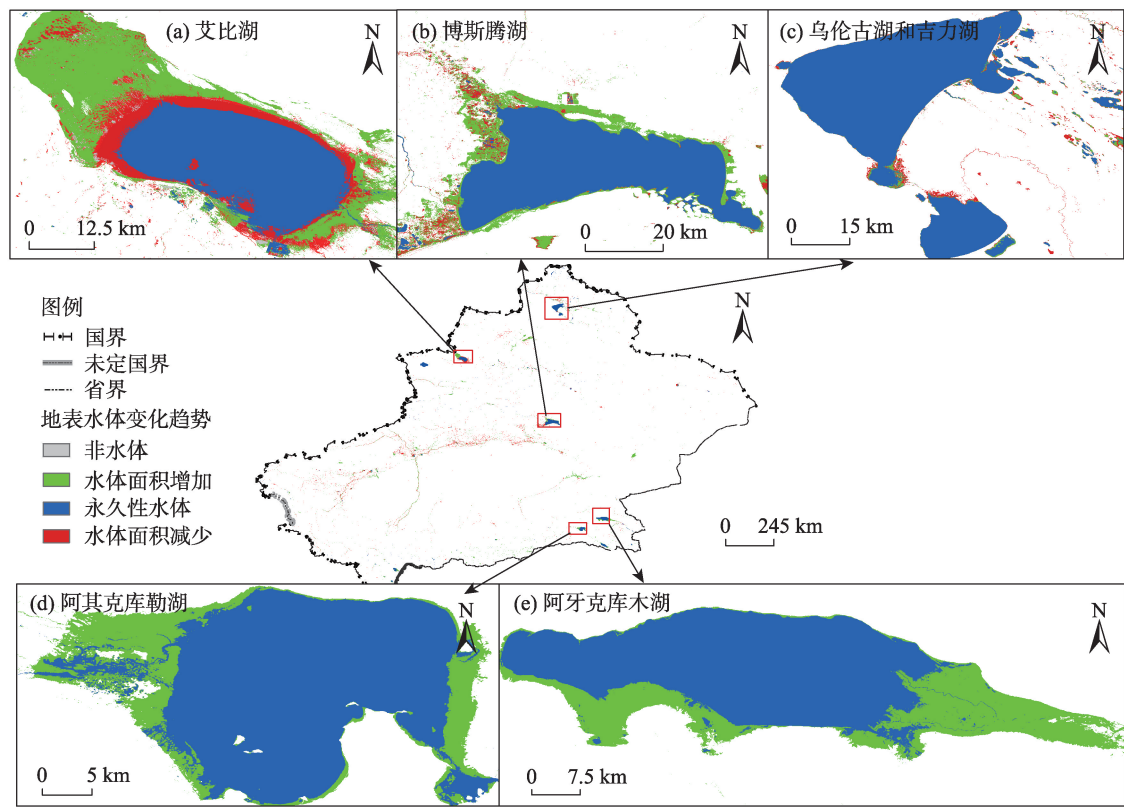 (a) 艾比湖
N
0 12.5 km
(b) 博斯腾湖
N
0 20 km
(c) 乌伦古湖和吉力湖
N
0 15 km
图例
国界
未定国界
省界
地表水体变化趋势
非水体
水体面积增加
永久性水体
水体面积减少
N
0 245 km
(d) 阿其克库勒湖
N
0 5 km
(e) 阿牙克库木湖
N
0 7.5 km